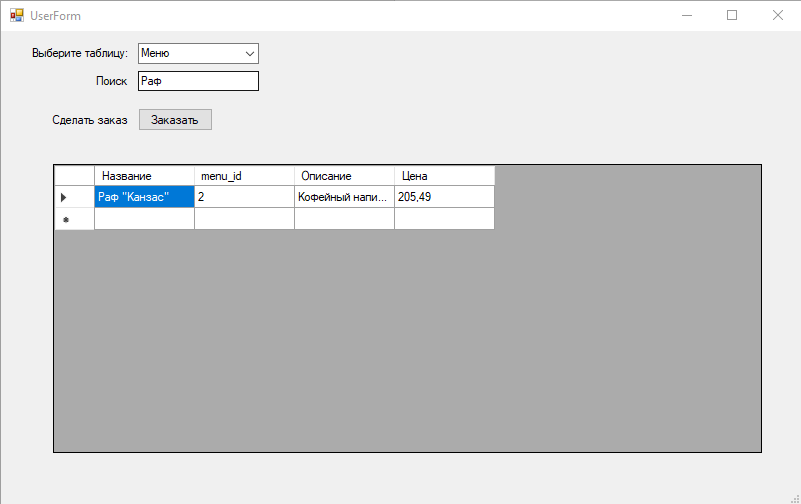 UserForm
Выберите таблицу: Меню
Поиск Раф
Сделать заказ Заказать
Название menu_id Описание Цена
Раф "Канзас" 2 Кофейный напи... 205,49